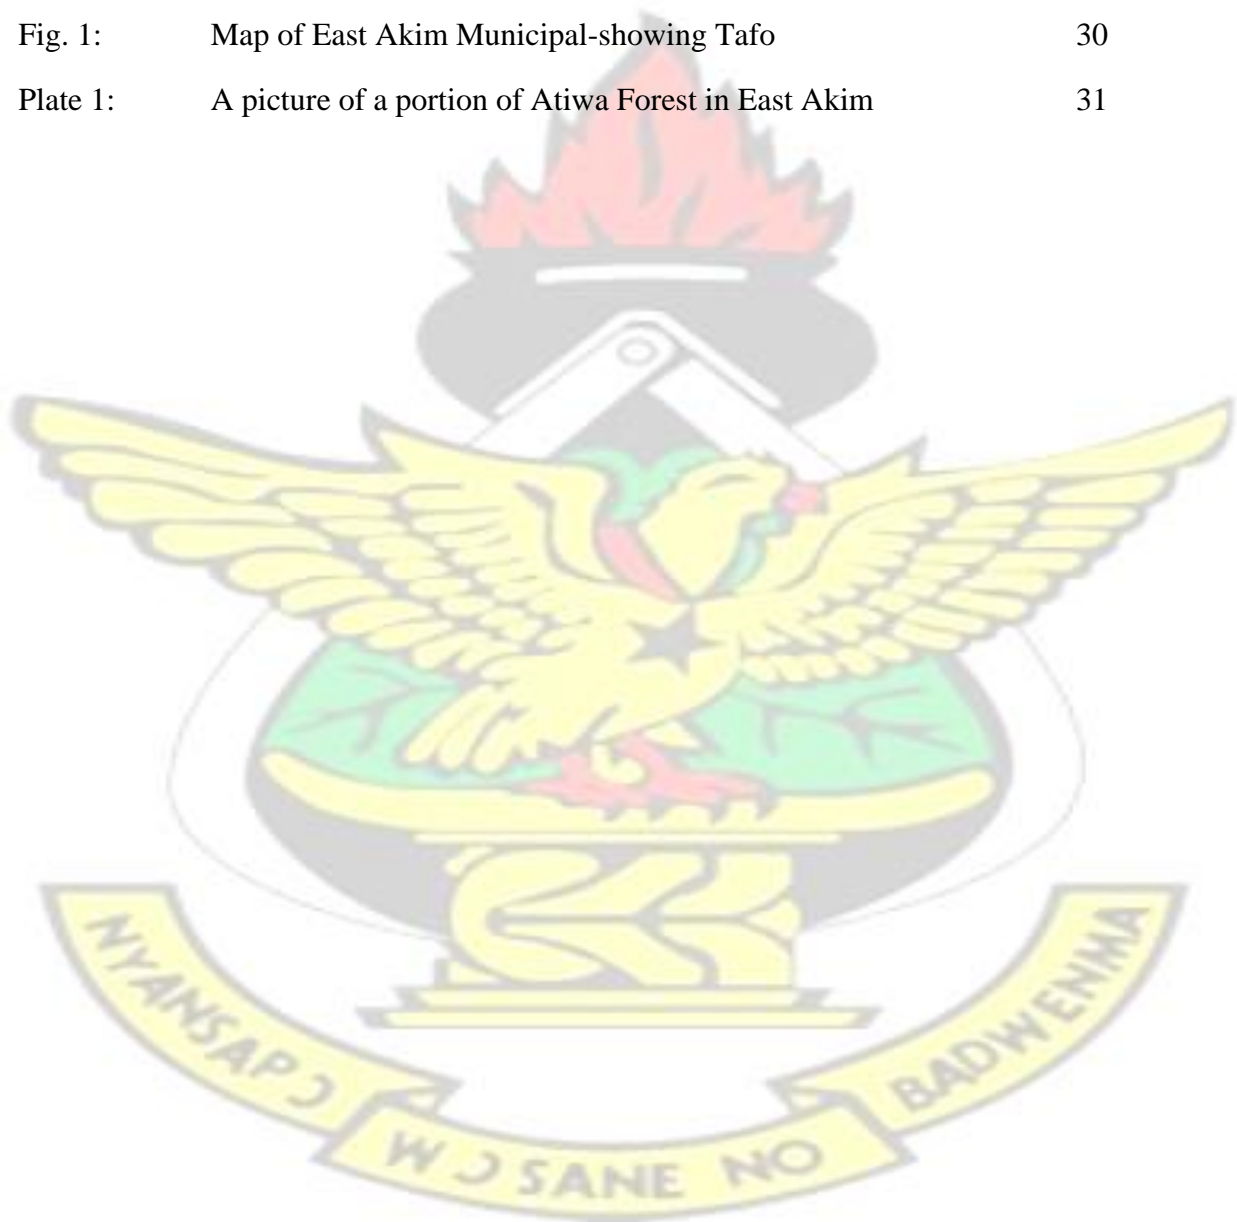 Fig. 1: Map of East Akim Municipal-showing Tafo 30
Plate 1: A picture of a portion of Atiwa Forest in East Akim 31
NYANSAPƆ WƆSANE NO BADWENMA